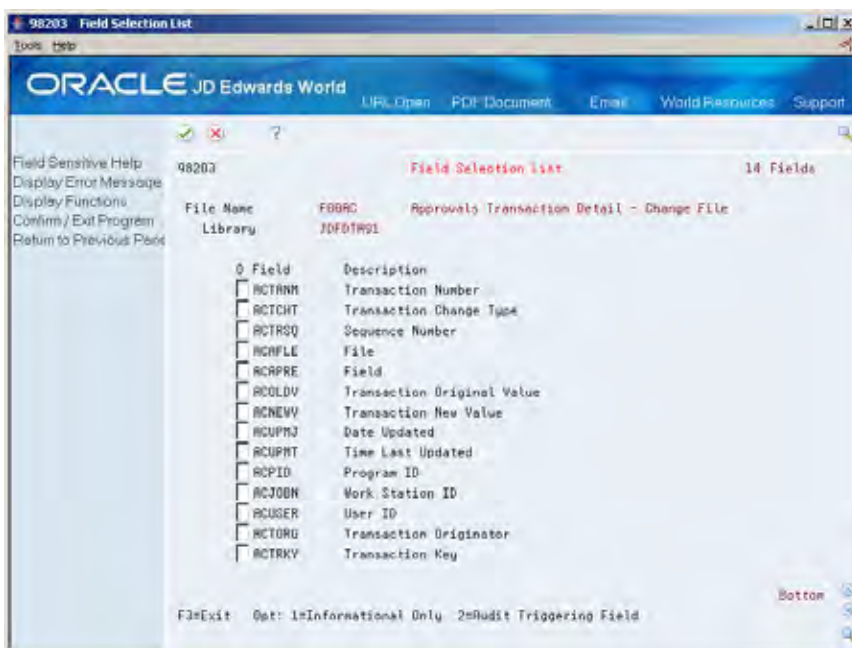 98203 Field Selection List
Tools Help
ORACLE JD Edwards World
URL Open PDF Document Email World Resources Support
?
Field Sensitive Help
Display Error Message
Display Functions
Confirm / Exit Program
Return to Previous Pane
98203 Field Selection list 14 Fields
File Name F00AC Approvals Transaction Detail - Change File
Library JDFDTA91
O Field Description
ACTRNM Transaction Number
ACTCHT Transaction Change Type
ACTRSQ Sequence Number
ACAFLE File
ACAPRE Field
ACOLDV Transaction Original Value
ACNEWV Transaction New Value
ACUPMJ Date Updated
ACUPMT Time Last Updated
ACPID Program ID
ACJOBN Work Station ID
ACUSER User ID
ACTORG Transaction Originator
ACTRKY Transaction Key
Bottom
F3=Exit Opt: 1=Informational Only 2=Audit Triggering Field